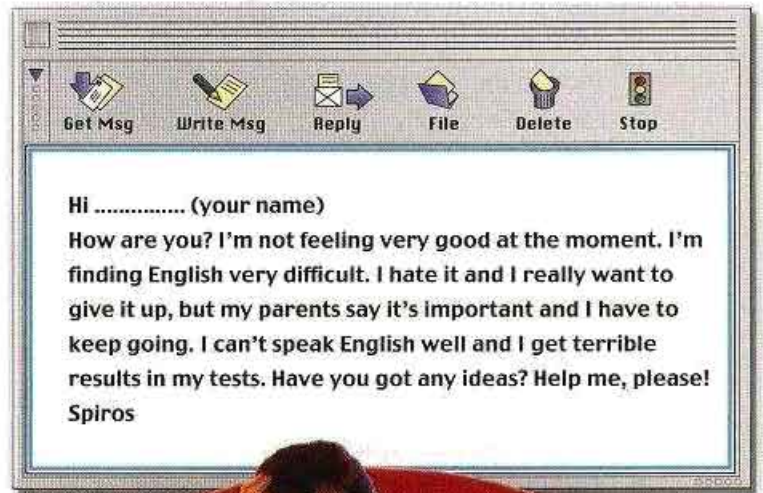 Get Msg Write Msg Reply File Delete Stop
Hi ............... (your name)
How are you? I'm not feeling very good at the moment. I'm
finding English very difficult. I hate it and I really want to
give it up, but my parents say it's important and I have to
keep going. I can't speak English well and I get terrible
results in my tests. Have you got any ideas? Help me, please!
Spiros